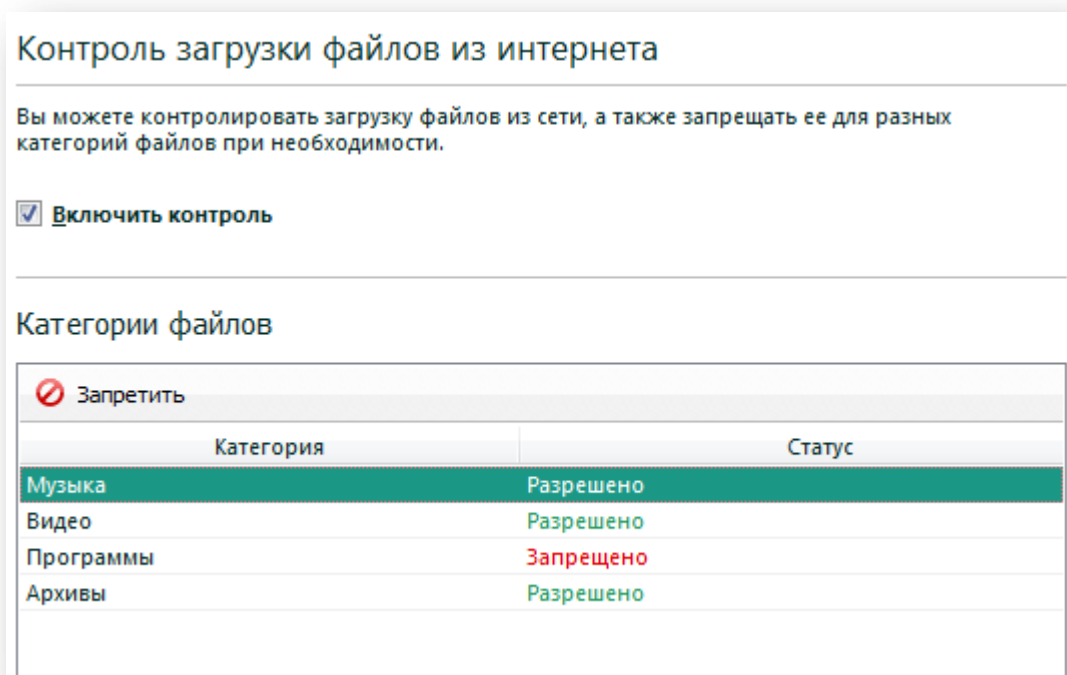 Контроль загрузки файлов из интернета
Вы можете контролировать загрузку файлов из сети, а также запрещать ее для разных
категорий файлов при необходимости.
Включить контроль
Категории файлов
Запретить
Категория Статус
Музыка Разрешено
Видео Разрешено
Программы Запрещено
Архивы Разрешено